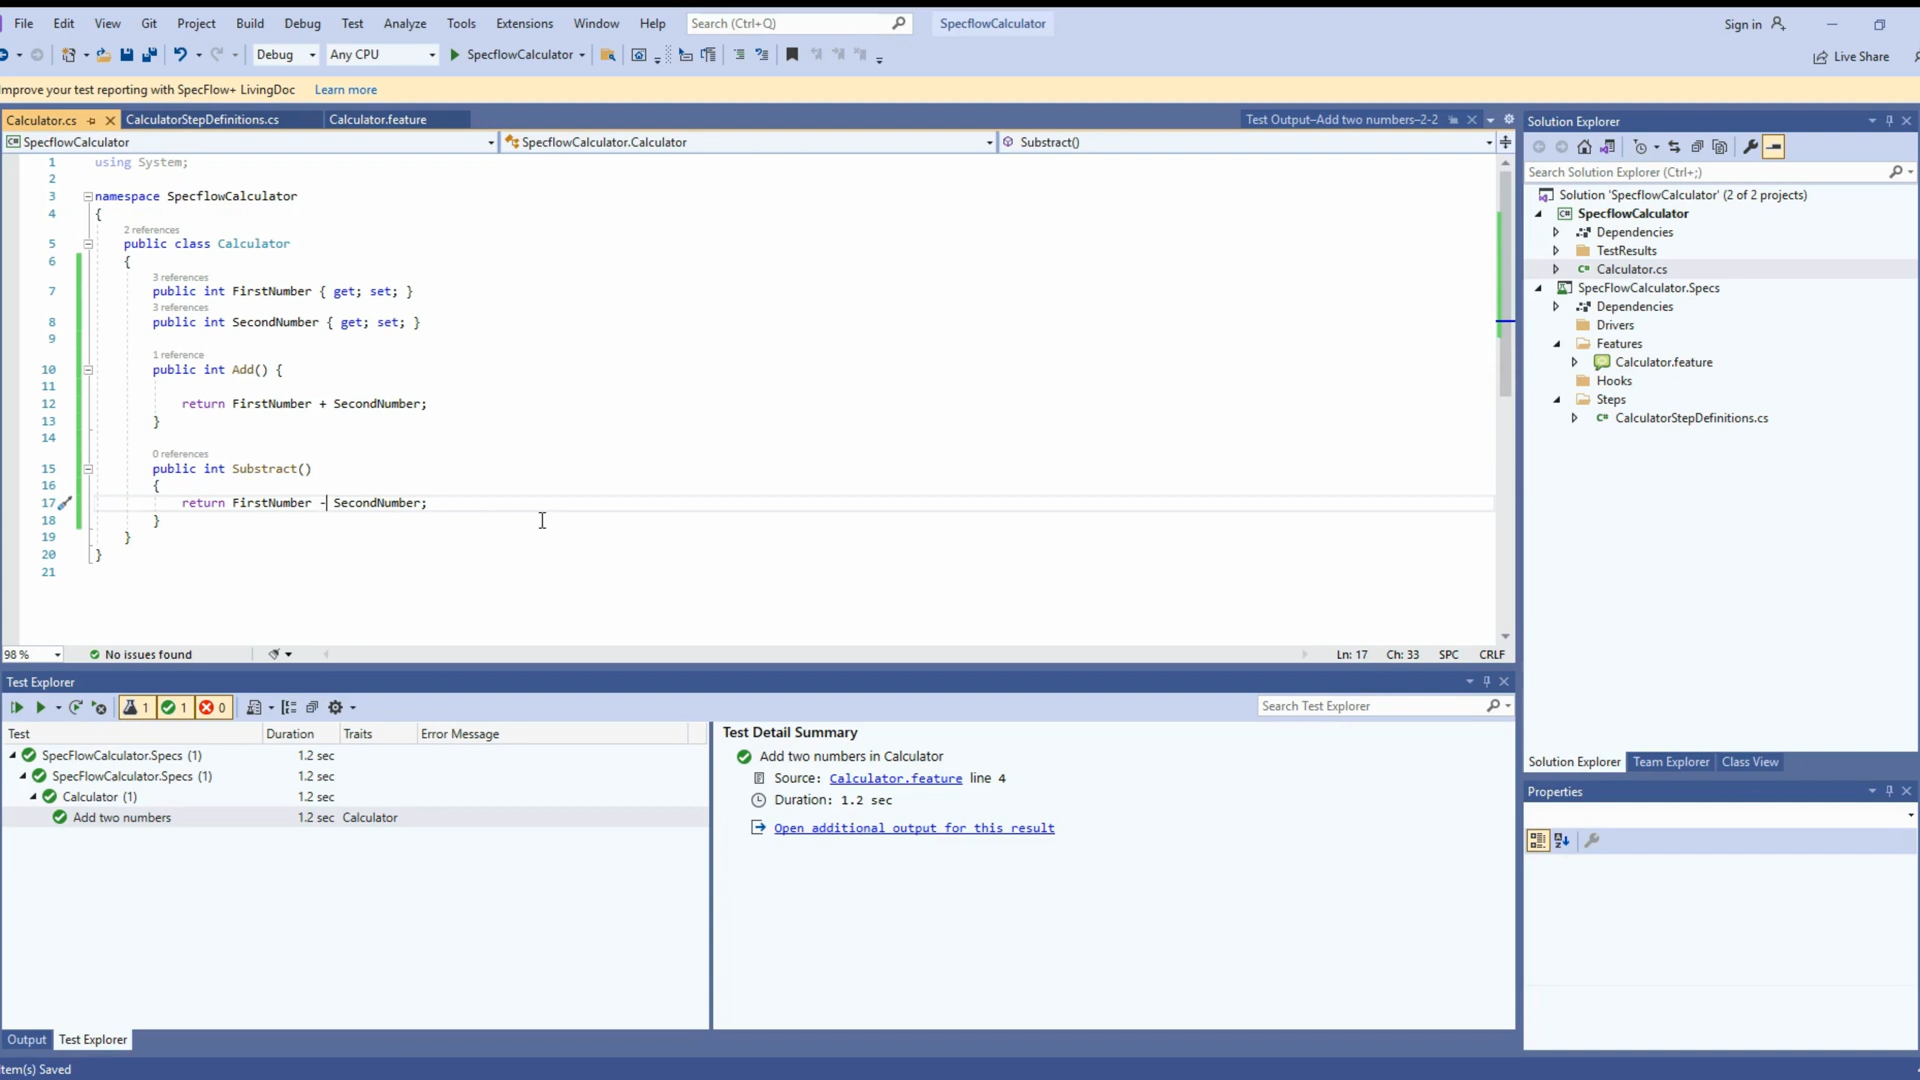 File Edit View Git Project Build Debug Test Analyze Tools Extensions Window Help Search (Ctrl+Q) SpecflowCalculator Sign in
Debug Any CPU SpecflowCalculator Live Share
mprove your test reporting with SpecFlow+ LivingDoc Learn more
Calculator.cs CalculatorStepDefinitions.cs Calculator.feature Test Output–Add two numbers–2-2
SpecflowCalculator SpecflowCalculator.Calculator Substract()
1 using System;
2
3 namespace SpecflowCalculator
4 {
2 references
5 public class Calculator
6 {
3 references
7 public int FirstNumber { get; set; }
3 references
8 public int SecondNumber { get; set; }
9
1 reference
10 public int Add() {
11
12 return FirstNumber + SecondNumber;
13 }
14
0 references
15 public int Substract()
16 {
17 return FirstNumber - SecondNumber;
18 }
19 }
20 }
21
98 % No issues found Ln: 17 Ch: 33 SPC CRLF
Test Explorer
1 1 0 Search Test Explorer
Test Duration Traits Error Message
SpecFlowCalculator.Specs (1) 1.2 sec
SpecFlowCalculator.Specs (1) 1.2 sec
Calculator (1) 1.2 sec
Add two numbers 1.2 sec Calculator
Test Detail Summary
Add two numbers in Calculator
Source: Calculator.feature line 4
Duration: 1.2 sec
Open additional output for this result
Output Test Explorer
tem(s) Saved
Solution Explorer
Search Solution Explorer (Ctrl+;)
Solution 'SpecflowCalculator' (2 of 2 projects)
SpecflowCalculator
Dependencies
TestResults
C# Calculator.cs
SpecFlowCalculator.Specs
Dependencies
Drivers
Features
Calculator.feature
Hooks
Steps
C# CalculatorStepDefinitions.cs
Solution Explorer Team Explorer Class View
Properties